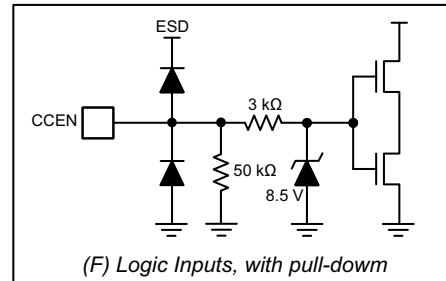 ESD
CCEN
3 kΩ
50 kΩ
8.5 V
(F) Logic Inputs, with pull-dowm